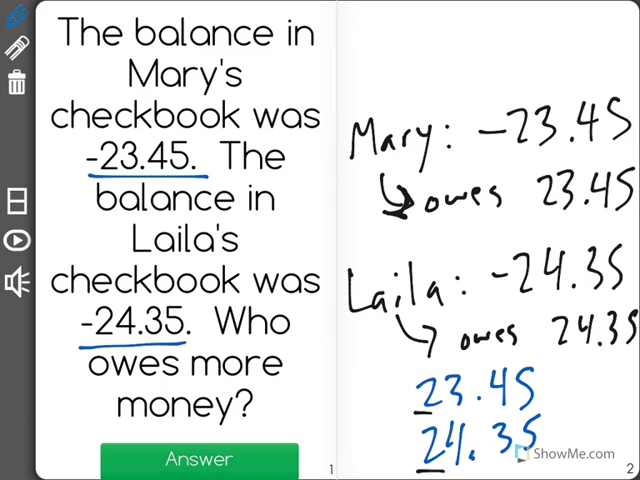 The balance in
Mary's
checkbook was
-23.45. The
balance in
Laila's
checkbook was
-24.35. Who
owes more
money?
Answer
1
Mary: -23.45
owes 23.45
Laila: -24.35
owes 24.35
23.45
24.35
ShowMe.com
2